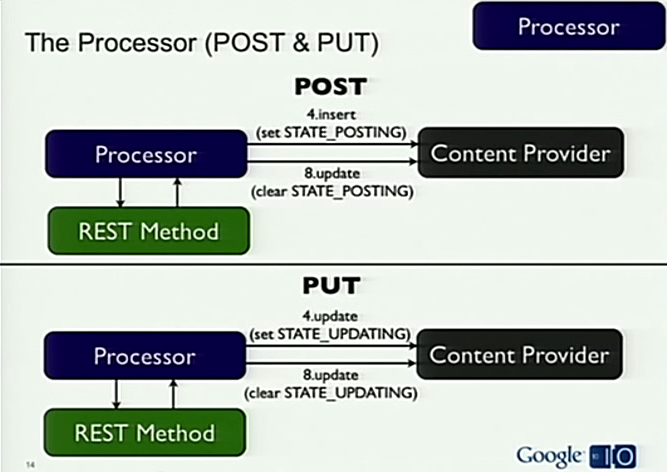 The Processor (POST & PUT)
Processor
POST
4.insert
(set STATE_POSTING)
Processor
Content Provider
8.update
(clear STATE_POSTING)
REST Method
PUT
4.update
(set STATE_UPDATING)
Processor
Content Provider
8.update
(clear STATE_UPDATING)
REST Method
14
Google 10 IO